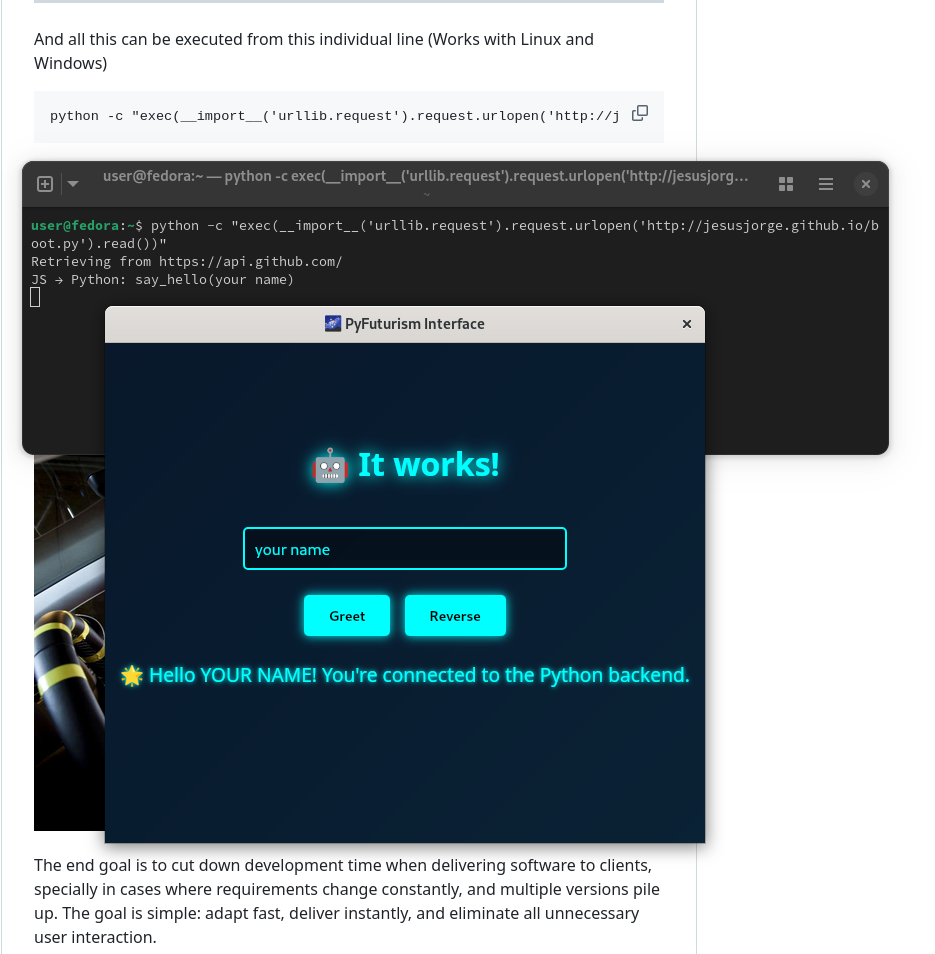 And all this can be executed from this individual line (Works with Linux and
Windows)
python -c "exec(__import__('urllib.request').request.urlopen('http://j
user@fedora:~ — python -c exec(__import__('urllib.request').request.urlopen('http://jesusjorg…
~
user@fedora:~$ python -c "exec(__import__('urllib.request').request.urlopen('http://jesusjorge.github.io/b
oot.py').read())"
Retrieving from https://api.github.com/
JS → Python: say_hello(your name)
🌌 PyFuturism Interface
🤖 It works!
your name
Greet Reverse
🌟 Hello YOUR NAME! You're connected to the Python backend.
The end goal is to cut down development time when delivering software to clients,
specially in cases where requirements change constantly, and multiple versions pile
up. The goal is simple: adapt fast, deliver instantly, and eliminate all unnecessary
user interaction.